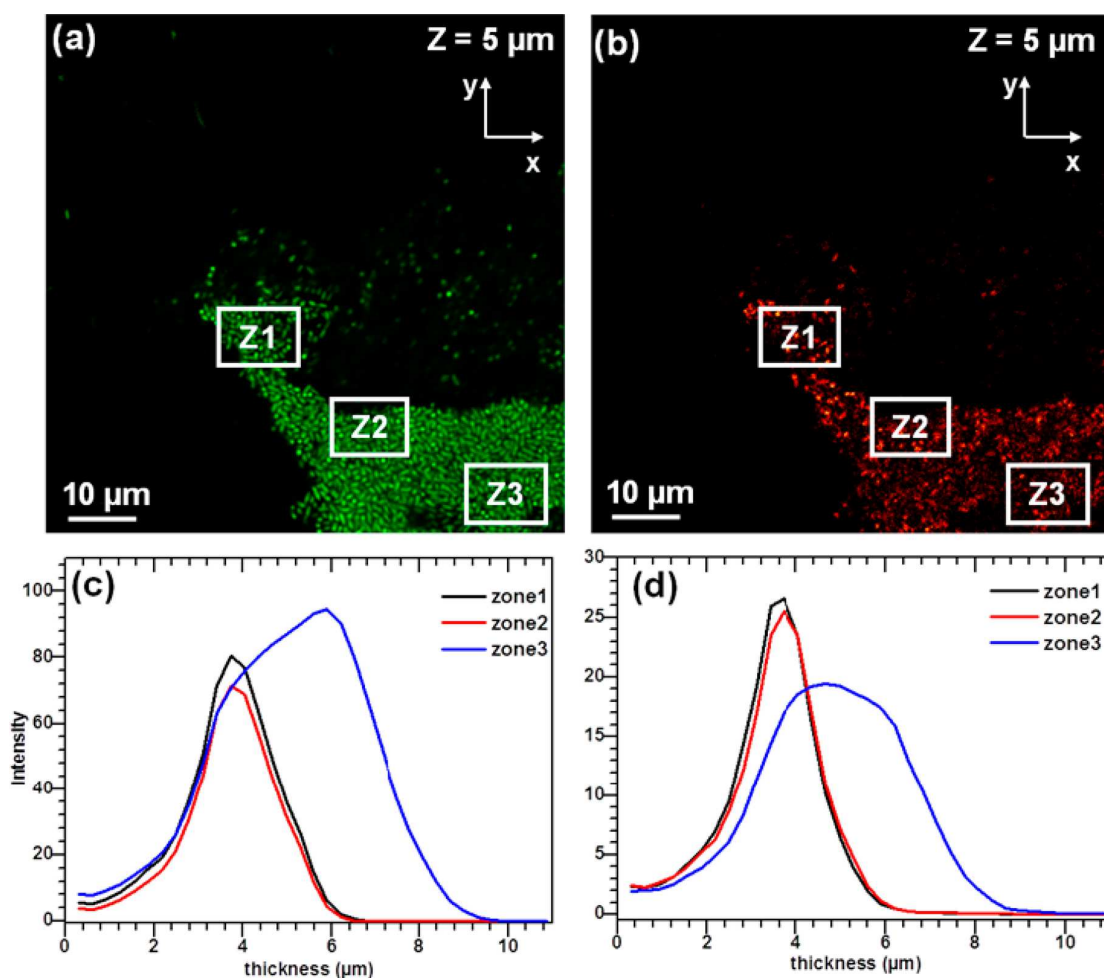 (a)
Z = 5 µm
y
x
Z1
Z2
Z3
10 µm
(b)
Z = 5 µm
y
x
Z1
Z2
Z3
10 µm
(c)
zone1
zone2
zone3
100
80
60
40
20
0
Intensity
0 2 4 6 8 10
thickness (µm)
(d)
zone1
zone2
zone3
30
25
20
15
10
5
0
0 2 4 6 8 10
thickness (µm)